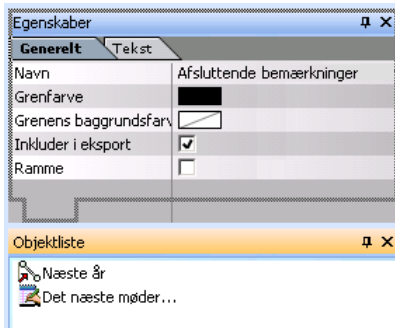 Egenskaber
Generelt Tekst
Navn Afsluttende bemærkninger
Grenfarve
Grenens baggrundsfarv
Inkluder i eksport
Ramme
Objektliste
Næste år
Det næste møder...